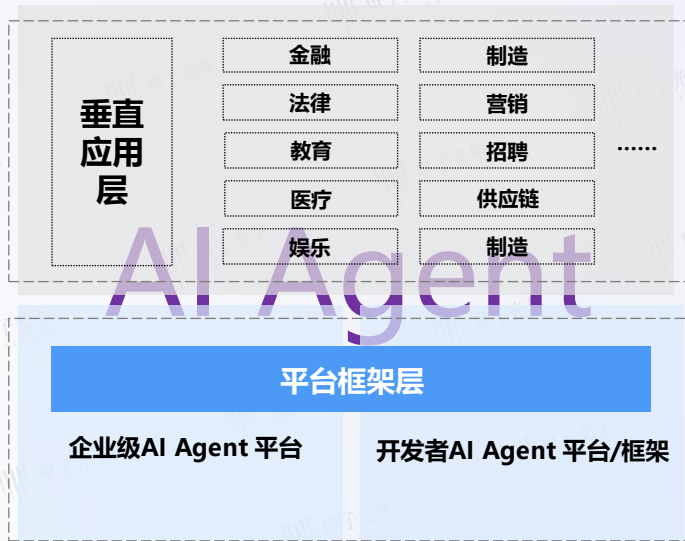 垂直
应用
层
金融
制造
法律
营销
教育
招聘
医疗
供应链
娱乐
制造
······
AI Agent
平台框架层
企业级AI Agent 平台
开发者AI Agent 平台/框架